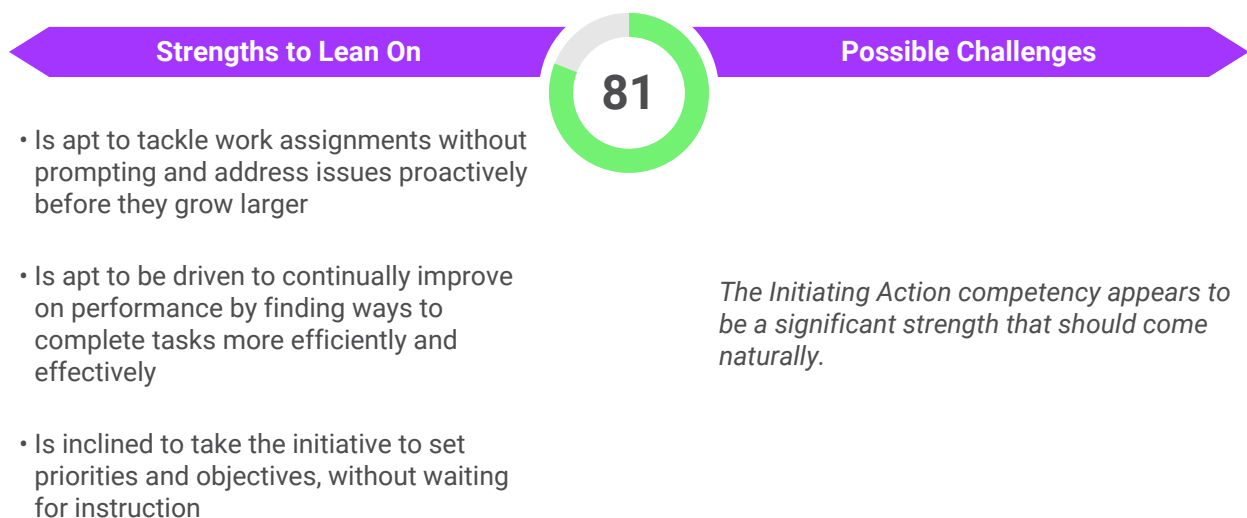 Strengths to Lean On
81
Possible Challenges
• Is apt to tackle work assignments without
prompting and address issues proactively
before they grow larger
• Is apt to be driven to continually improve
on performance by finding ways to
complete tasks more efficiently and
effectively
• Is inclined to take the initiative to set
priorities and objectives, without waiting
for instruction
The Initiating Action competency appears to
be a significant strength that should come
naturally.